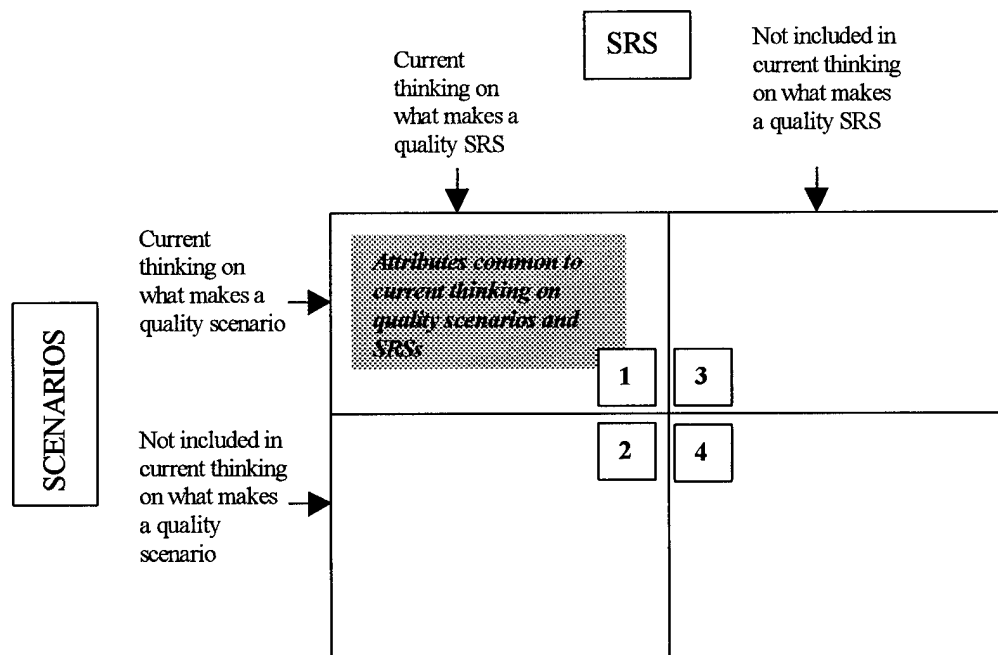 SRS
Current
thinking on
what makes a
quality SRS
Not included in
current thinking
on what makes
a quality SRS
SCENARIOS
Current
thinking on
what makes a
quality scenario
Attributes common to
current thinking on
quality scenarios and
SRSs
1
3
2
4
Not included in
current thinking
on what makes
a quality
scenario